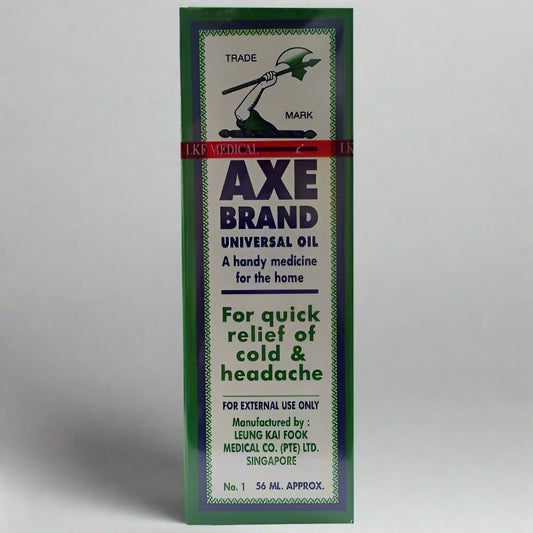 TRADE
MARK
LKF MEDICAL
AXE
BRAND
UNIVERSAL OIL
A handy medicine
for the home
For quick
relief of
cold &
headache
FOR EXTERNAL USE ONLY
Manufactured by :
LEUNG KAI FOOK
MEDICAL CO. (PTE) LTD.
SINGAPORE
No. 1 56 ML. APPROX.